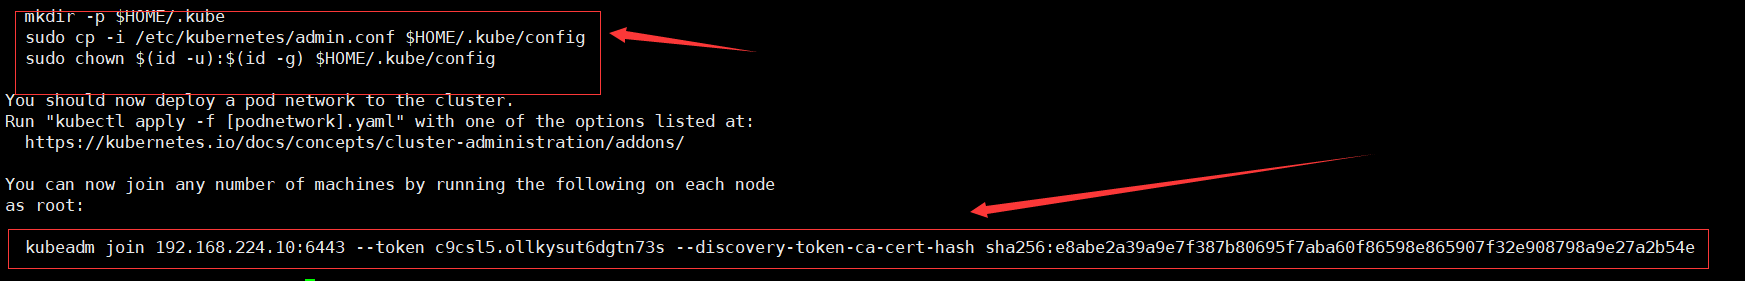 mkdir -p $HOME/.kube
sudo cp -i /etc/kubernetes/admin.conf $HOME/.kube/config
sudo chown $(id -u):$(id -g) $HOME/.kube/config
You should now deploy a pod network to the cluster.
Run "kubectl apply -f [podnetwork].yaml" with one of the options listed at:
https://kubernetes.io/docs/concepts/cluster-administration/addons/
You can now join any number of machines by running the following on each node
as root:
kubeadm join 192.168.224.10:6443 --token c9csl5.ollkysut6dgtn73s --discovery-token-ca-cert-hash sha256:e8abe2a39a9e7f387b80695f7aba60f86598e865907f32e908798a9e27a2b54e